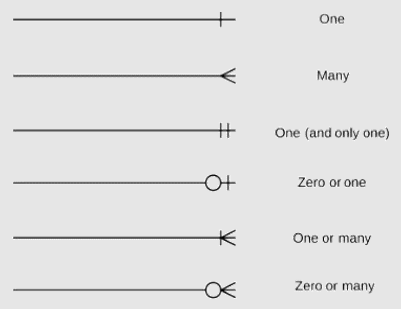 One
Many
One (and only one)
Zero or one
One or many
Zero or many